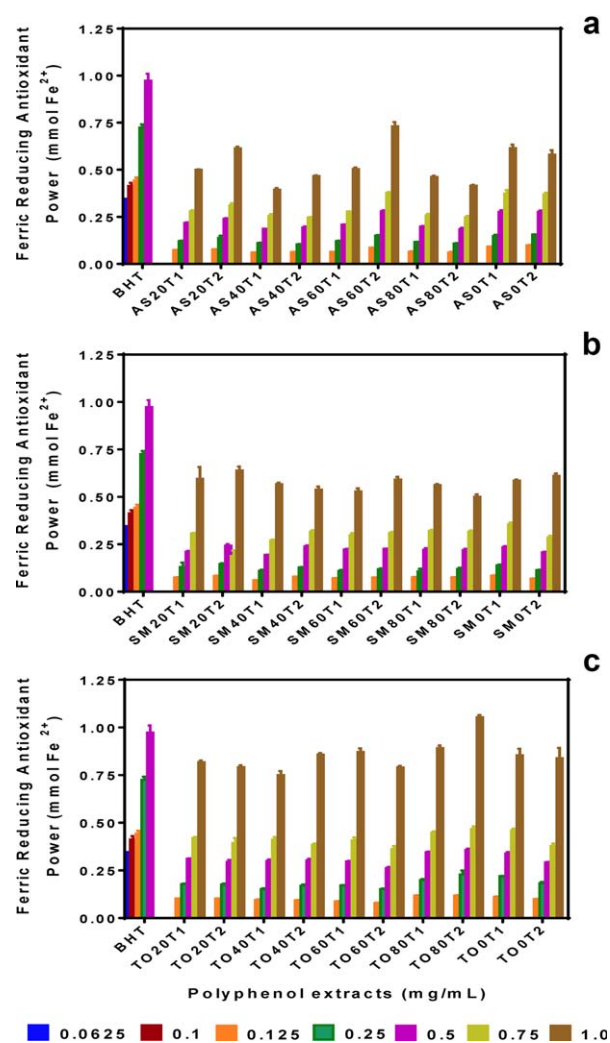 a
Ferric Reducing Antioxidant
Power (mmol Fe2+)
1.25
1.00
0.75
0.50
0.25
0.00
BHT
AS20T1
AS20T2
AS40T1
AS40T2
AS60T1
AS60T2
AS80T1
AS80T2
AS0T1
AS0T2
b
Ferric Reducing Antioxidant
Power (mmol Fe2+)
1.25
1.00
0.75
0.50
0.25
0.00
BHT
SM20T1
SM20T2
SM40T1
SM40T2
SM60T1
SM60T2
SM80T1
SM80T2
SM0T1
SM0T2
c
Ferric Reducing Antioxidant
Power (mmol Fe2+)
1.25
1.00
0.75
0.50
0.25
0.00
BHT
TO20T1
TO20T2
TO40T1
TO40T2
TO60T1
TO60T2
TO80T1
TO80T2
TO0T1
TO0T2
Polyphenol extracts (mg/mL)
0.0625 0.1 0.125 0.25 0.5 0.75 1.0